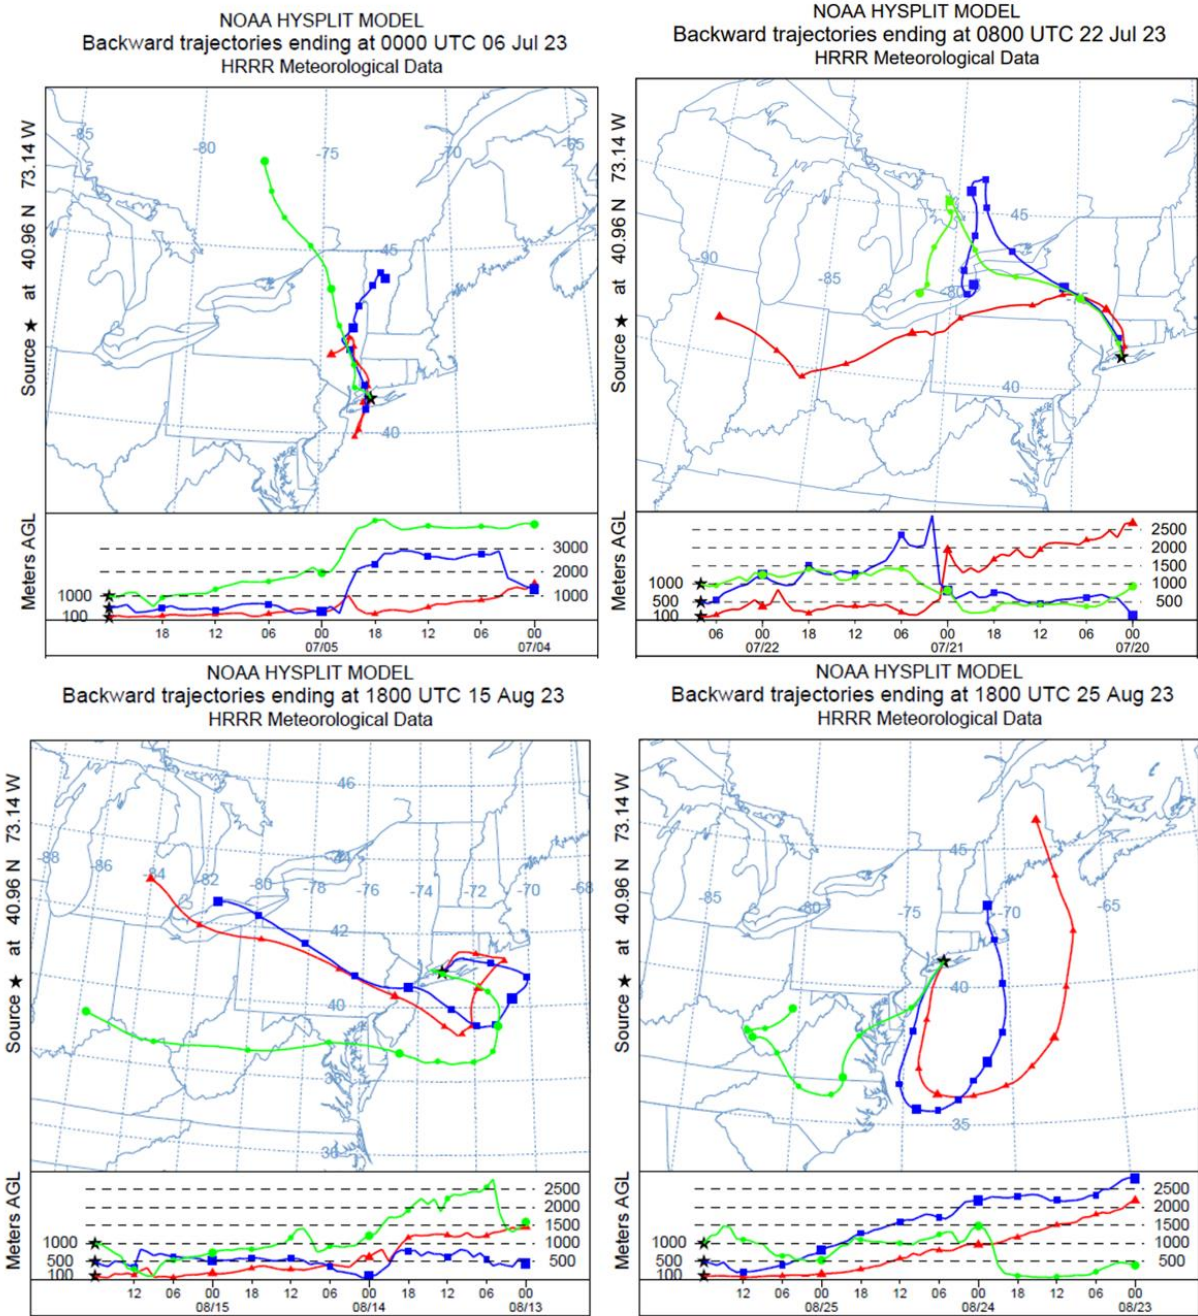 NOAA HYSPLIT MODEL
Backward trajectories ending at 0000 UTC 06 Jul 23
HRRR Meteorological Data
Source ★ at 40.96 N 73.14 W
-85
-80
-75
-70
-65
45
40
Meters AGL
3000
2000
1000
1000
100
18 12 06 00 18 12 06 00
07/05 07/04
NOAA HYSPLIT MODEL
Backward trajectories ending at 0800 UTC 22 Jul 23
HRRR Meteorological Data
Source ★ at 40.96 N 73.14 W
-90
-85
-80
-75
45
40
Meters AGL
2500
2000
1500
1000
500
1000
500
100
06 00 18 12 06 00 18 12 06 00
07/22 07/21 07/20
NOAA HYSPLIT MODEL
Backward trajectories ending at 1800 UTC 15 Aug 23
HRRR Meteorological Data
Source ★ at 40.96 N 73.14 W
46
-88 -86 -84 -82 -80 -78 -76 -74 -72 -70 -68
44
42
40
38
36
Meters AGL
2500
2000
1500
1000
500
1000
500
100
12 06 00 18 12 06 00 18 12 06 00
08/15 08/14 08/13
NOAA HYSPLIT MODEL
Backward trajectories ending at 1800 UTC 25 Aug 23
HRRR Meteorological Data
Source ★ at 40.96 N 73.14 W
-85
-80
-75
-70
-65
45
40
35
Meters AGL
2500
2000
1500
1000
500
1000
500
100
12 06 00 18 12 06 00 18 12 06 00
08/25 08/24 08/23